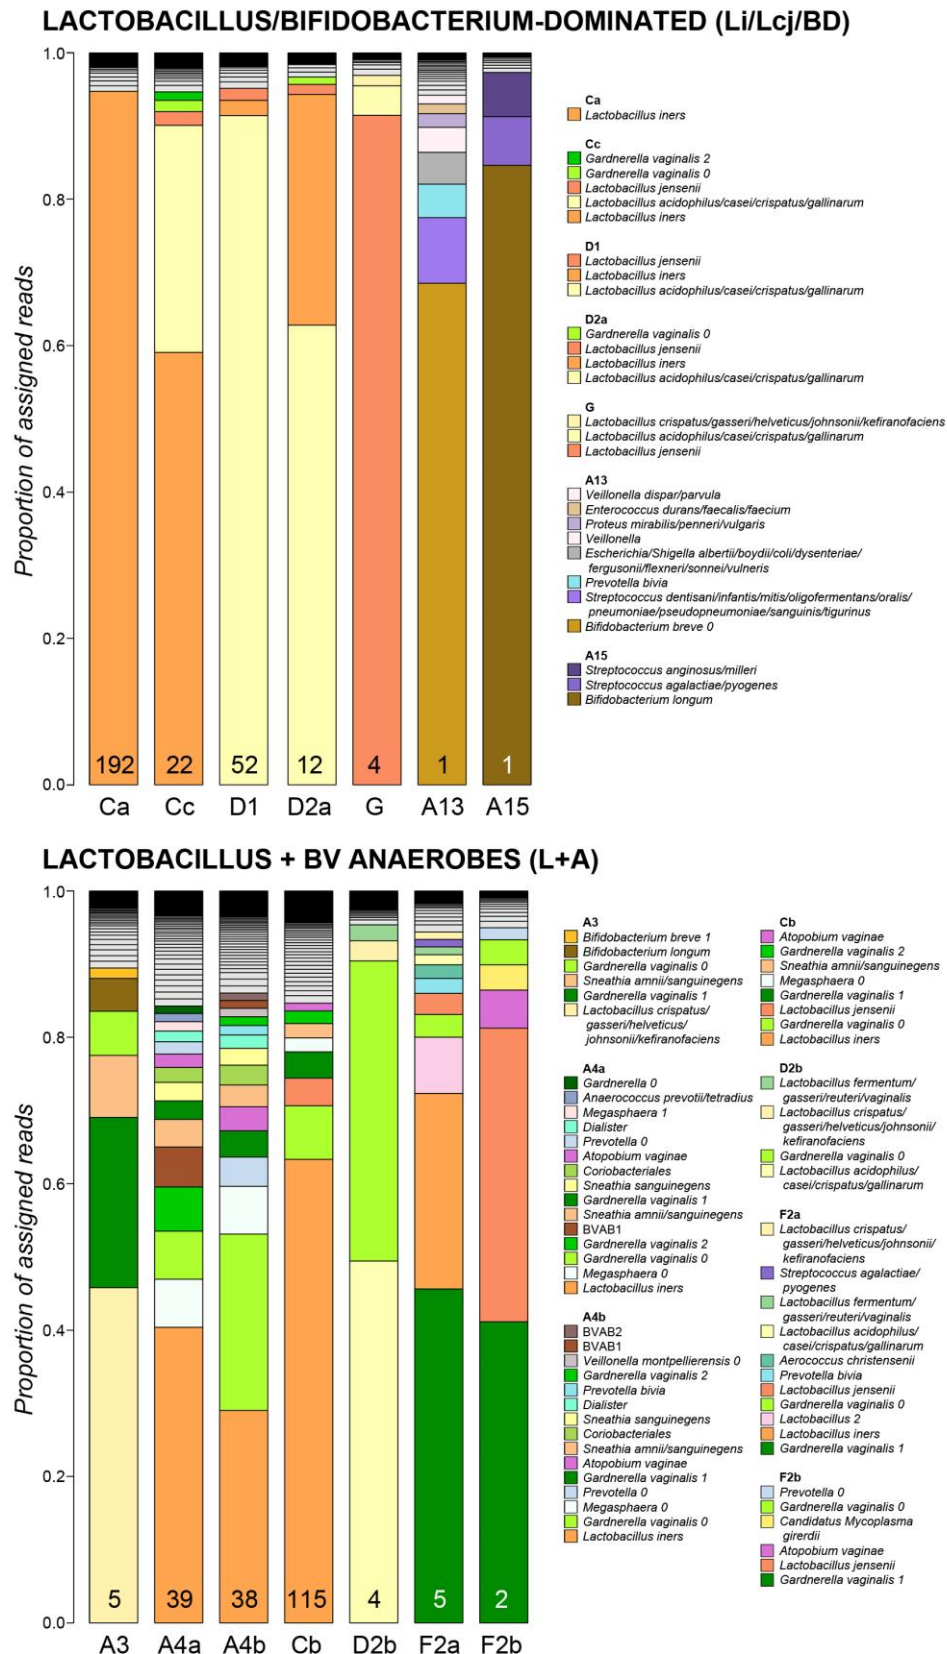 LACTOBACILLUS/BIFIDOBACTERIUM-DOMINATED (Li/Lcj/BD)
Proportion of assigned reads
1.0
0.8
0.6
0.4
0.2
0.0
192
22
52
12
4
1
1
Ca
Cc
D1
D2a
G
A13
A15
Ca
Lactobacillus iners
Cc
Gardnerella vaginalis 2
Gardnerella vaginalis 0
Lactobacillus jensenii
Lactobacillus acidophilus/casei/crispatus/gallinarum
Lactobacillus iners
D1
Lactobacillus jensenii
Lactobacillus iners
Lactobacillus acidophilus/casei/crispatus/gallinarum
D2a
Gardnerella vaginalis 0
Lactobacillus jensenii
Lactobacillus iners
Lactobacillus acidophilus/casei/crispatus/gallinarum
G
Lactobacillus crispatus/gasseri/helveticus/johnsonii/kefiranofaciens
Lactobacillus acidophilus/casei/crispatus/gallinarum
Lactobacillus jensenii
A13
Veillonella dispar/parvula
Enterococcus durans/faecalis/faecium
Proteus mirabilis/penneri/vulgaris
Veillonella
Escherichia/Shigella albertii/boydii/coli/dysenteriae/
fergusonii/flexneri/sonnei/vulneris
Prevotella bivia
Streptococcus dentisani/infantis/mitis/oligofermentans/oralis/
pneumoniae/pseudopneumoniae/sanguinis/tigurinus
Bifidobacterium breve 0
A15
Streptococcus anginosus/milleri
Streptococcus agalactiae/pyogenes
Bifidobacterium longum
LACTOBACILLUS + BV ANAEROBES (L+A)
Proportion of assigned reads
1.0
0.8
0.6
0.4
0.2
0.0
5
39
38
115
4
5
2
A3
A4a
A4b
Cb
D2b
F2a
F2b
A3
Bifidobacterium breve 1
Bifidobacterium longum
Gardnerella vaginalis 0
Sneathia amnii/sanguinegens
Gardnerella vaginalis 1
Lactobacillus crispatus/
gasseri/helveticus/
johnsonii/kefiranofaciens
A4a
Gardnerella 0
Anaerococcus prevotii/tetradius
Megasphaera 1
Dialister
Prevotella 0
Atopobium vaginae
Coriobacteriales
Sneathia sanguinegens
Gardnerella vaginalis 1
Sneathia amnii/sanguinegens
BVAB1
Gardnerella vaginalis 2
Gardnerella vaginalis 0
Megasphaera 0
Lactobacillus iners
A4b
BVAB2
BVAB1
Veillonella montpellierensis 0
Gardnerella vaginalis 2
Prevotella bivia
Dialister
Sneathia sanguinegens
Coriobacteriales
Sneathia amnii/sanguinegens
Atopobium vaginae
Gardnerella vaginalis 1
Prevotella 0
Megasphaera 0
Gardnerella vaginalis 0
Lactobacillus iners
Cb
Atopobium vaginae
Gardnerella vaginalis 2
Sneathia amnii/sanguinegens
Megasphaera 0
Gardnerella vaginalis 1
Lactobacillus jensenii
Gardnerella vaginalis 0
Lactobacillus iners
D2b
Lactobacillus fermentum/
gasseri/reuteri/vaginalis
Lactobacillus crispatus/
gasseri/helveticus/johnsonii/
kefiranofaciens
Gardnerella vaginalis 0
Lactobacillus acidophilus/
casei/crispatus/gallinarum
F2a
Lactobacillus crispatus/
gasseri/helveticus/johnsonii/
kefiranofaciens
Streptococcus agalactiae/
pyogenes
Lactobacillus fermentum/
gasseri/reuteri/vaginalis
Lactobacillus acidophilus/
casei/crispatus/gallinarum
Aerococcus christensenii
Prevotella bivia
Lactobacillus jensenii
Gardnerella vaginalis 0
Lactobacillus 2
Lactobacillus iners
Gardnerella vaginalis 1
F2b
Prevotella 0
Gardnerella vaginalis 0
Candidatus Mycoplasma
girerdii
Atopobium vaginae
Lactobacillus jensenii
Gardnerella vaginalis 1